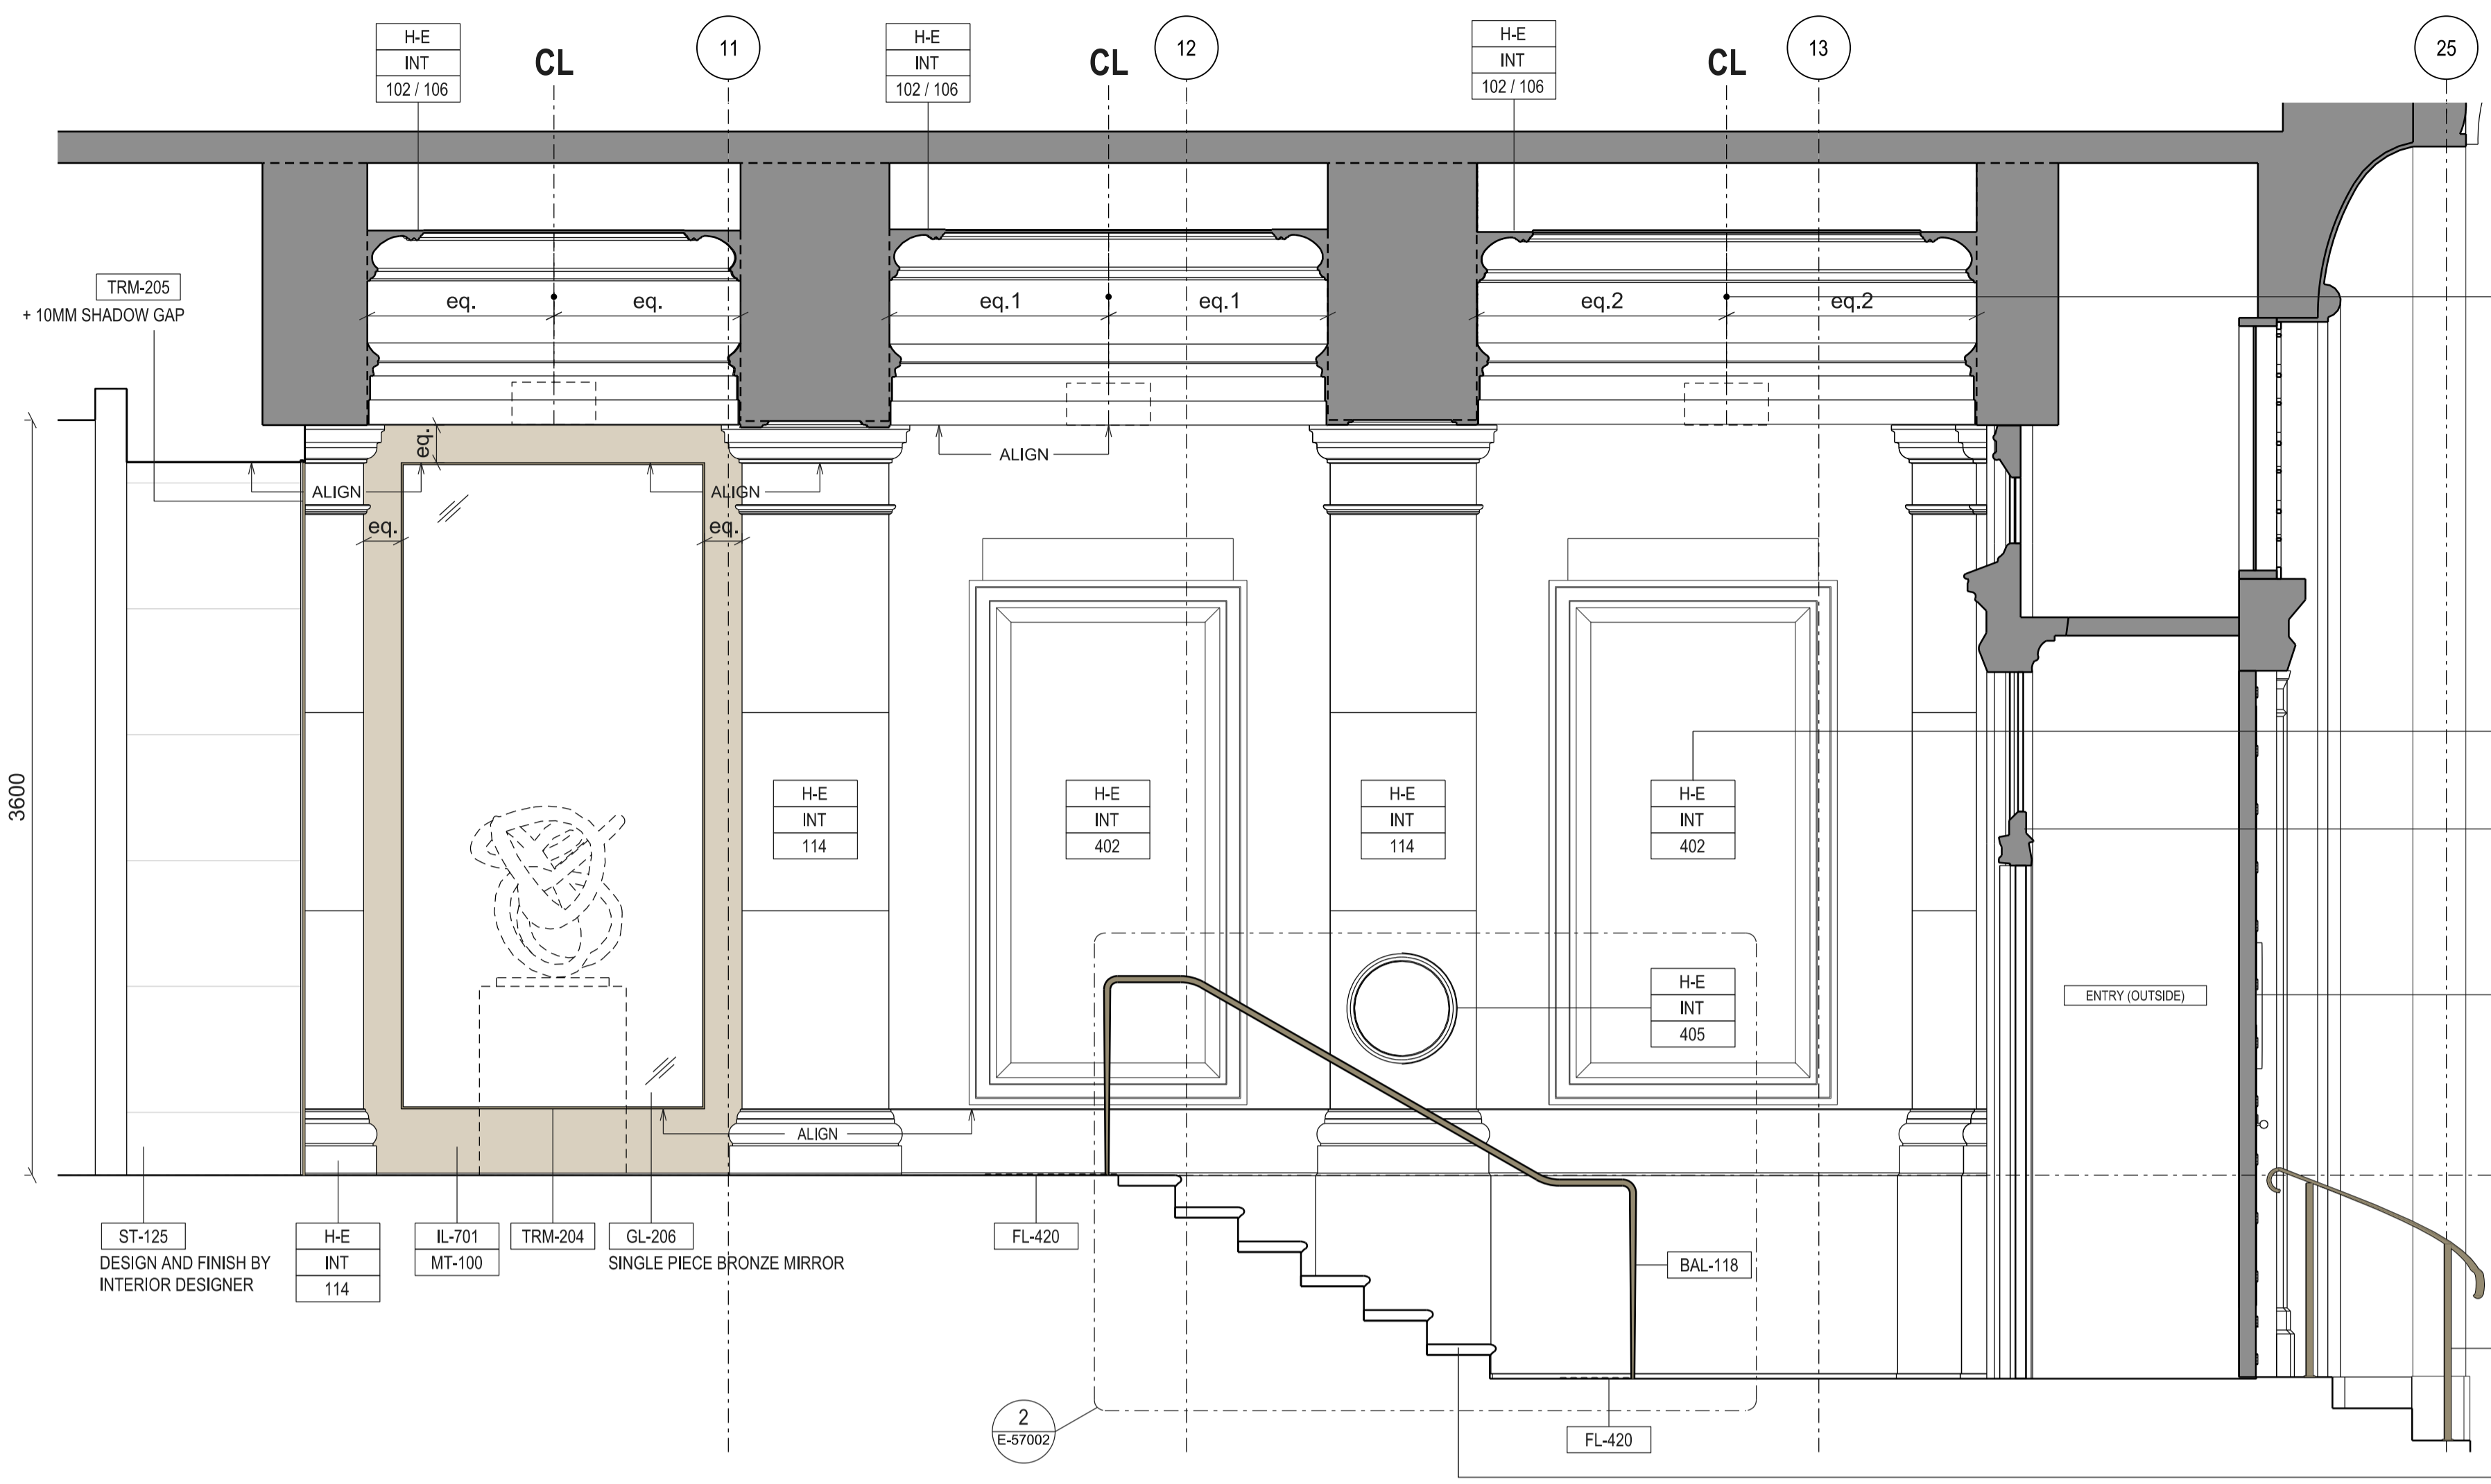 H-E
INT
102 / 106
CL
11
H-E
INT
102 / 106
CL
12
H-E
INT
102 / 106
CL
13
25
TRM-205
+ 10MM SHADOW GAP
eq.
eq.
eq.1
eq.1
eq.2
eq.2
eq.
ALIGN
ALIGN
ALIGN
eq.
eq.
3600
H-E
INT
114
H-E
INT
402
H-E
INT
114
H-E
INT
402
H-E
INT
405
ENTRY (OUTSIDE)
ALIGN
ST-125
DESIGN AND FINISH BY
INTERIOR DESIGNER
H-E
INT
114
IL-701
MT-100
TRM-204
GL-206
SINGLE PIECE BRONZE MIRROR
FL-420
BAL-118
2
E-57002
FL-420